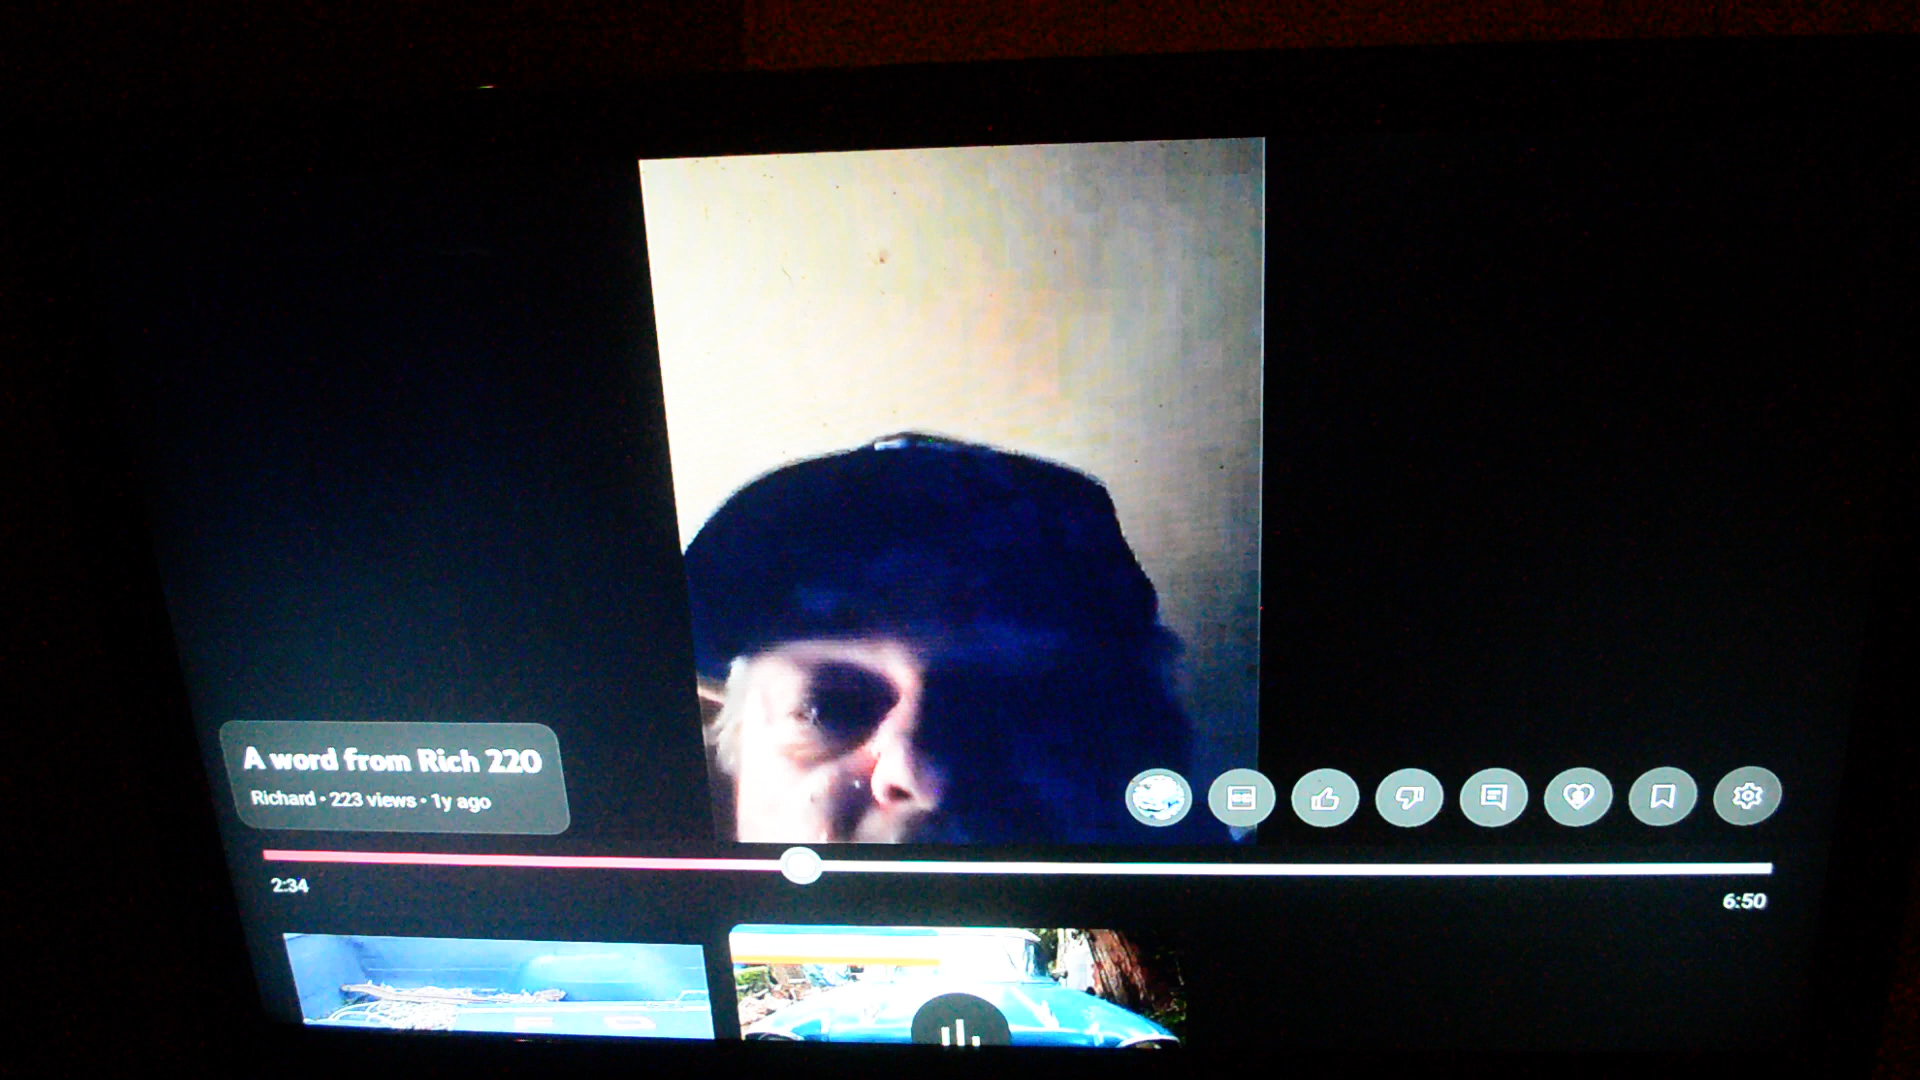 A word from Rich 220
Richard • 223 views • 1y ago
2:34
6:50